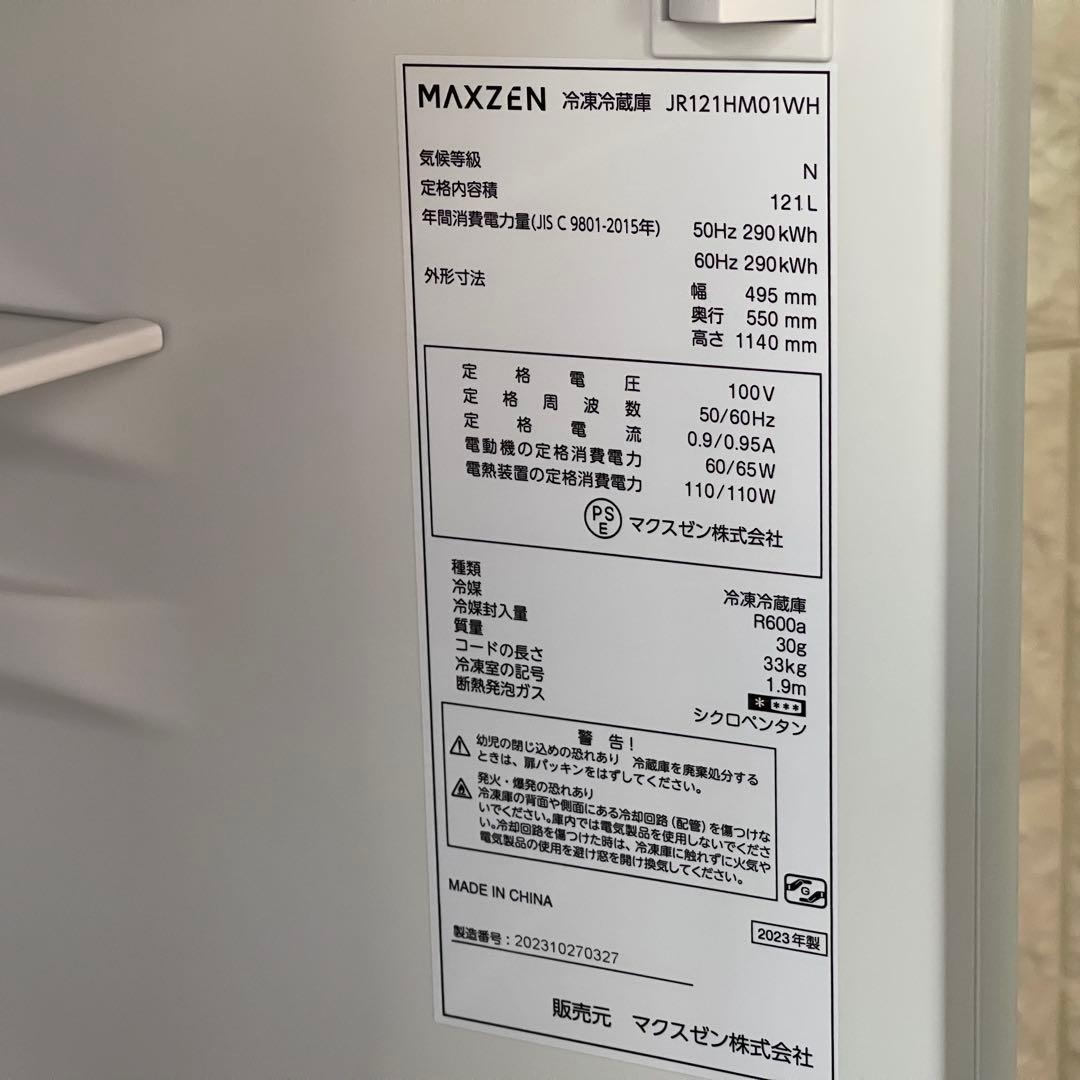 MAXZEN 冷凍冷蔵庫 JR121HM01WH
気候等級 N
定格内容積 121L
年間消費電力量(JIS C 9801-2015年) 50Hz 290kWh
60Hz 290kWh
外形寸法 幅 495 mm
奥行 550 mm
高さ 1140 mm
定格電圧 100V
定格周波数 50/60Hz
定格電流 0.9/0.95A
電動機の定格消費電力 60/65W
電熱装置の定格消費電力 110/110W
PSE マクスゼン株式会社
種類 冷凍冷蔵庫
冷媒 R600a
冷媒封入量 30g
質量 33kg
コードの長さ 1.9m
冷凍室の記号 * ***
断熱発泡ガス シクロペンタン
警告!
幼児の閉じ込めの恐れあり 冷蔵庫を廃棄処分する
ときは、扉パッキンをはずしてください。
発火・爆発の恐れあり
冷凍庫の背面や側面にある冷却回路(配管)を傷つけな
いでください。庫内では電気製品を使用しないでくださ
い。冷却回路を傷つけた時は、冷凍庫に触れずに火気や
電気製品の使用を避け窓を開け換気してください。
G
MADE IN CHINA
2023年製
製造番号:202310270327
販売元 マクスゼン株式会社